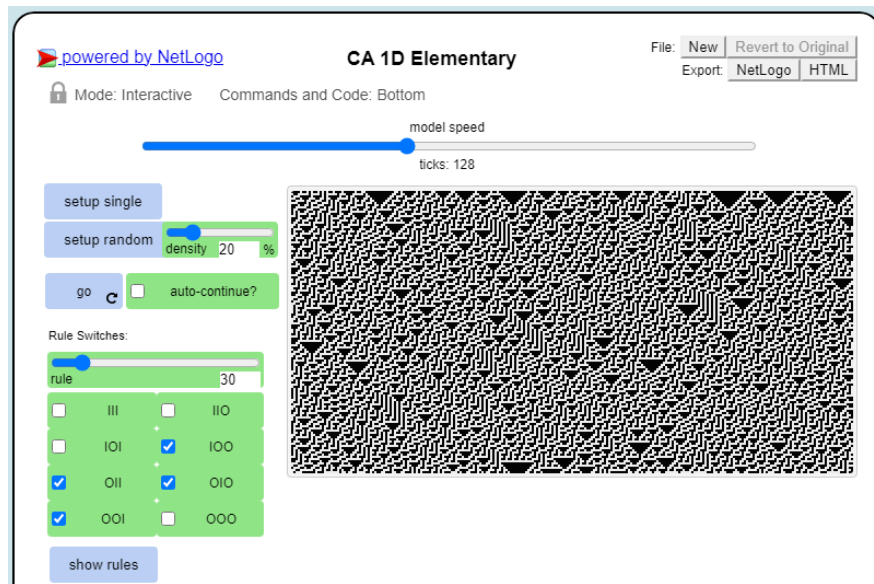 powered by NetLogo
CA 1D Elementary
File: New Revert to Original
Export: NetLogo HTML
Mode: Interactive Commands and Code: Bottom
model speed
ticks: 128
setup single
setup random
density 20 %
go auto-continue?
Rule Switches:
rule 30
III IIO
IOI IOO
OII OIO
OOI OOO
show rules